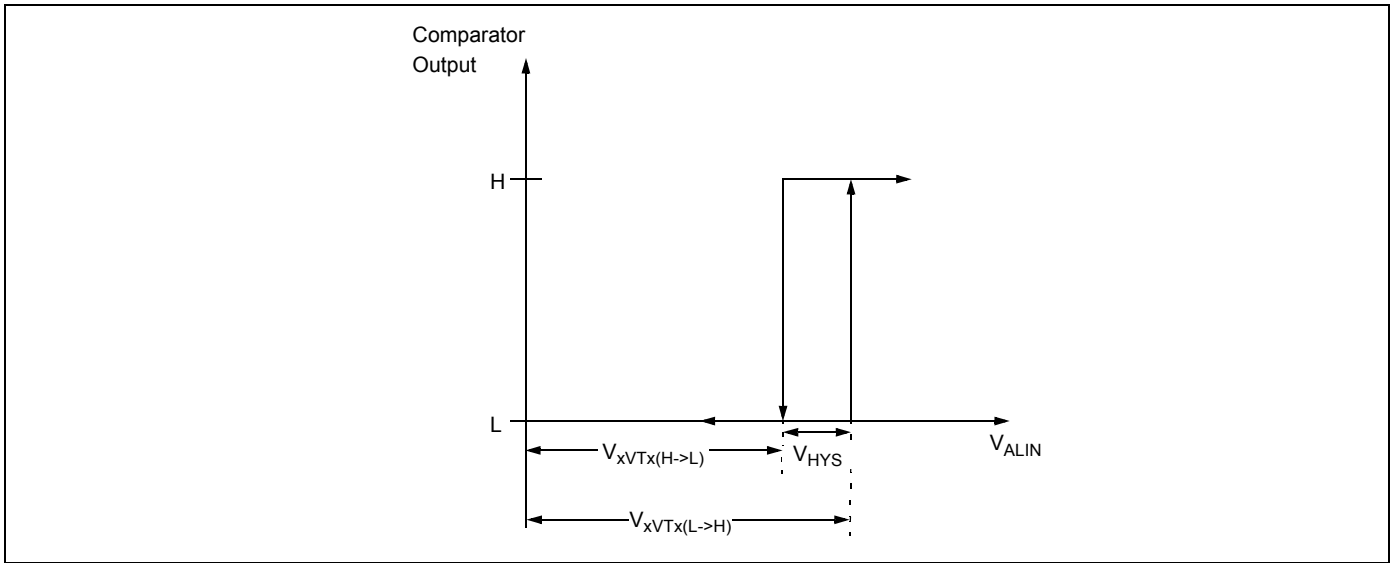 Comparator
Output
H
L
VALIN
VxVTx(H->L)
VHYS
VxVTx(L->H)